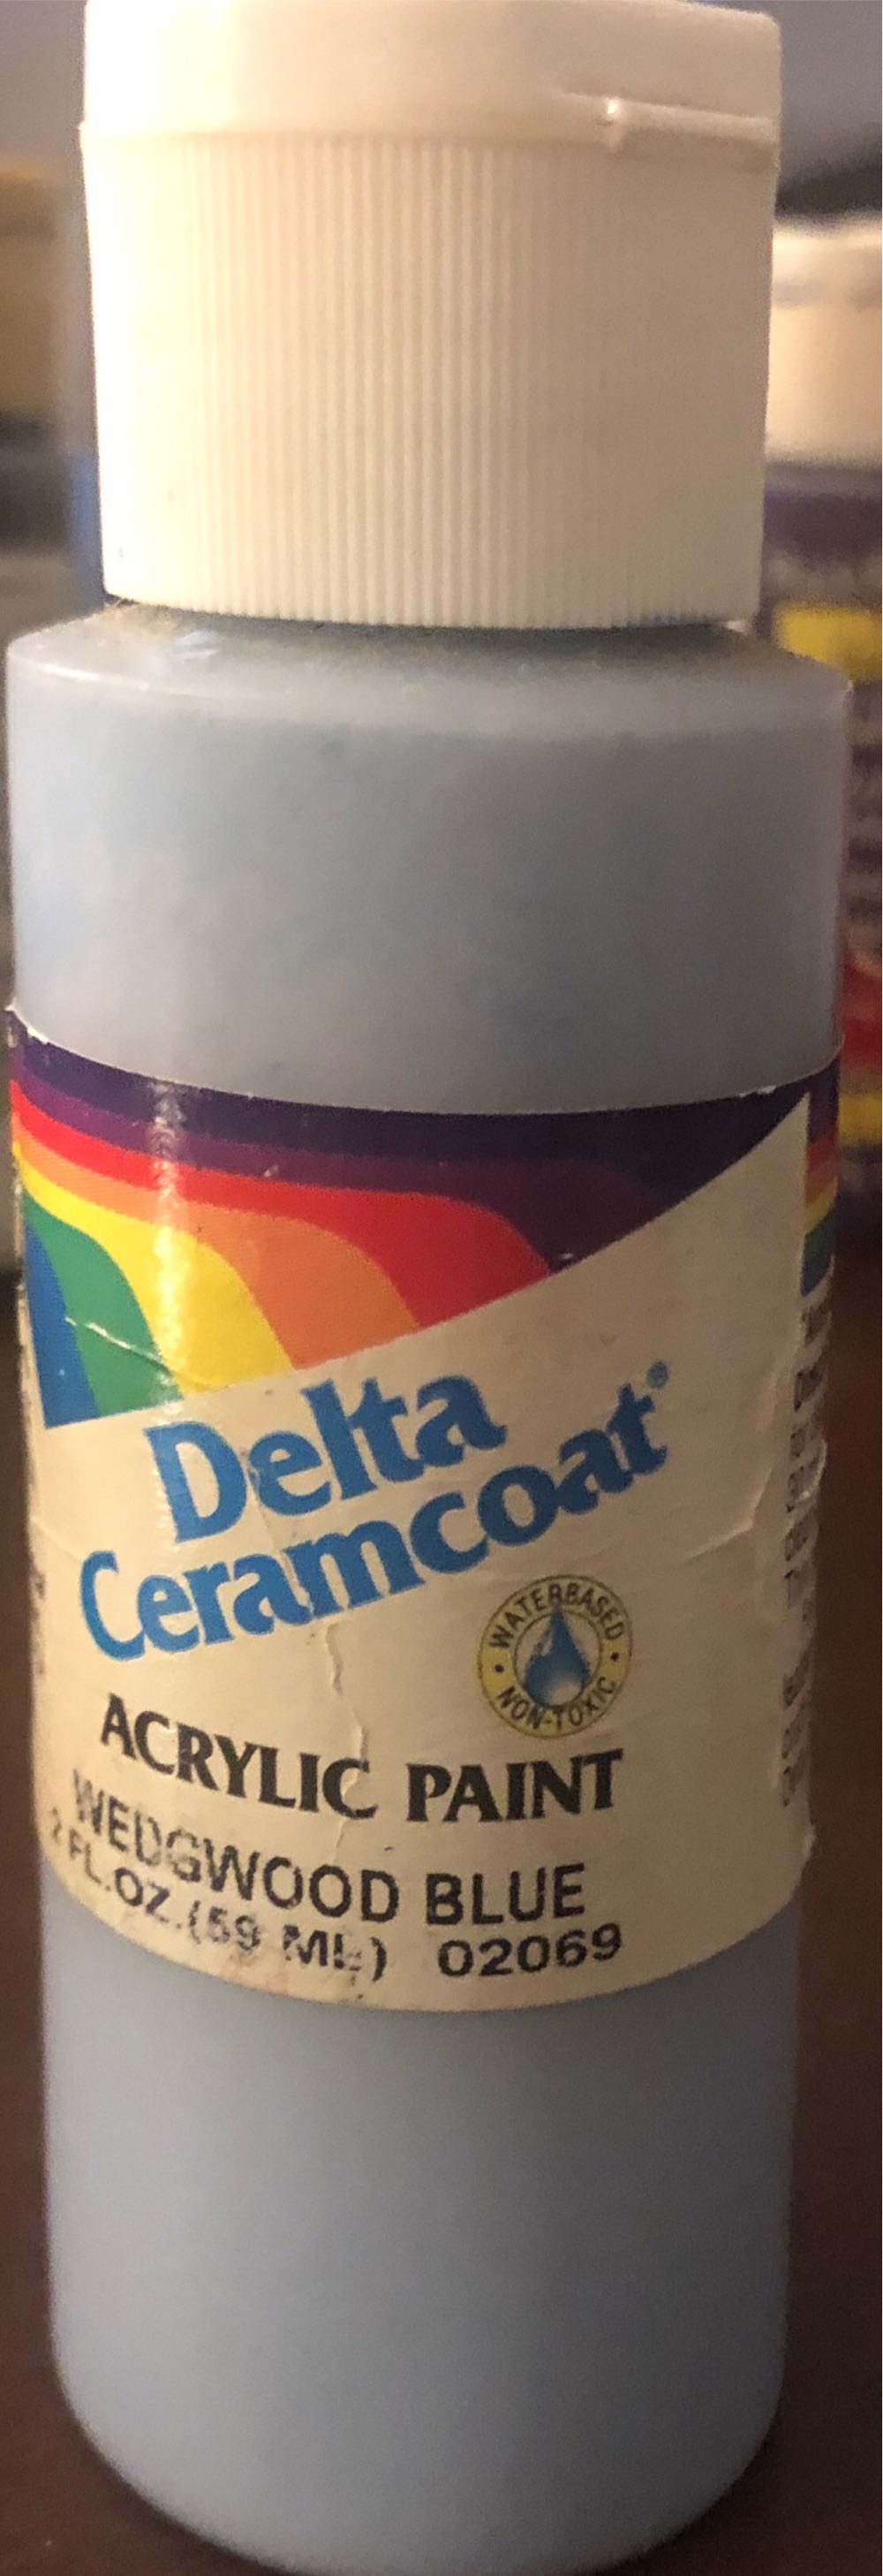 Delta
Ceramcoat®
WATERBASED
NON-TOXIC
ACRYLIC PAINT
WEDGWOOD BLUE
2 FL.OZ.(59 ML) 02069